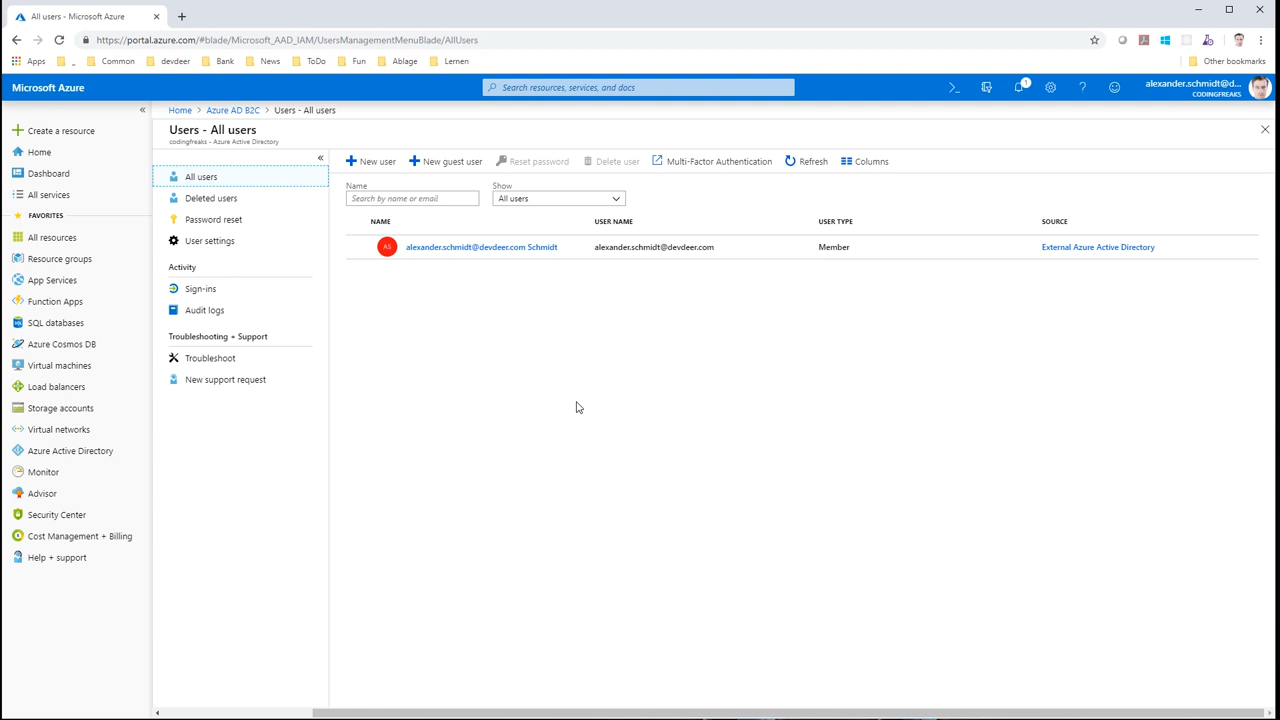 All users - Microsoft Azure
https://portal.azure.com/#blade/Microsoft_AAD_IAM/UsersManagementMenuBlade/AllUsers
Apps _ Common devdeer Bank News ToDo Fun Ablage Lernen Other bookmarks
Microsoft Azure
Search resources, services, and docs
1
alexander.schmidt@d...
CODINGFREAKS
Create a resource
Home
Dashboard
All services
FAVORITES
All resources
Resource groups
App Services
Function Apps
SQL databases
Azure Cosmos DB
Virtual machines
Load balancers
Storage accounts
Virtual networks
Azure Active Directory
Monitor
Advisor
Security Center
Cost Management + Billing
Help + support
Home > Azure AD B2C > Users - All users
Users - All users
codingfreaks - Azure Active Directory
All users
Deleted users
Password reset
User settings
Activity
Sign-ins
Audit logs
Troubleshooting + Support
Troubleshoot
New support request
New user New guest user Reset password Delete user Multi-Factor Authentication Refresh Columns
Name Show
Search by name or email All users
NAME USER NAME USER TYPE SOURCE
AS alexander.schmidt@devdeer.com Schmidt alexander.schmidt@devdeer.com Member External Azure Active Directory